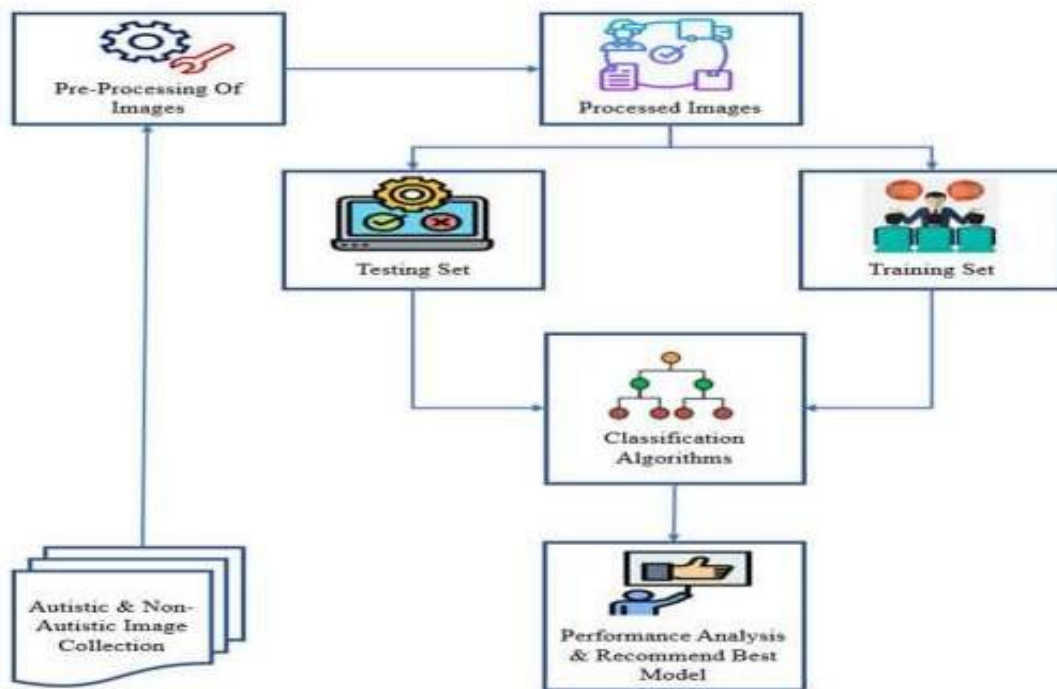 Pre-Processing Of
Images
Processed Images
Testing Set
Training Set
Classification
Algorithms
Autistic & Non-
Autistic Image
Collection
Performance Analysis
& Recommend Best
Model